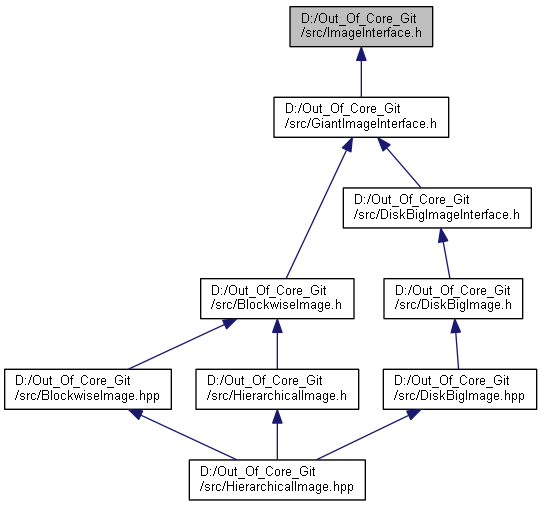 D:/Out_Of_Core_Git
/src/ImageInterface.h
D:/Out_Of_Core_Git
/src/GiantImageInterface.h
D:/Out_Of_Core_Git
/src/DiskBigImageInterface.h
D:/Out_Of_Core_Git
/src/BlockwiseImage.h
D:/Out_Of_Core_Git
/src/DiskBigImage.h
D:/Out_Of_Core_Git
/src/BlockwiseImage.hpp
D:/Out_Of_Core_Git
/src/HierarchicalImage.h
D:/Out_Of_Core_Git
/src/DiskBigImage.hpp
D:/Out_Of_Core_Git
/src/HierarchicalImage.hpp